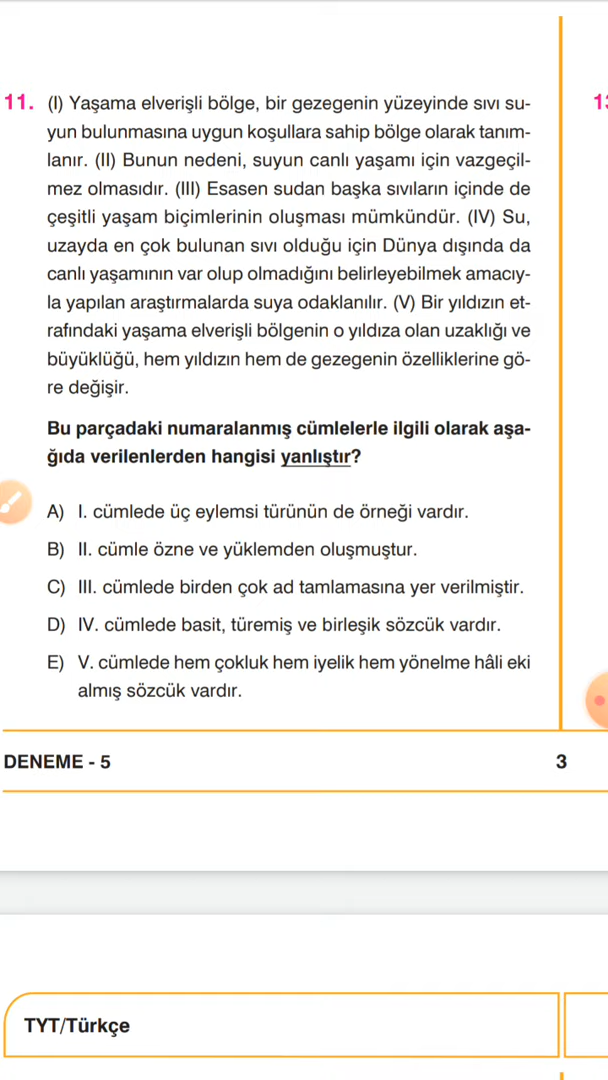 11. (I) Yaşama elverişli bölge, bir gezegenin yüzeyinde sıvı su-
yun bulunmasına uygun koşullara sahip bölge olarak tanım-
lanır. (II) Bunun nedeni, suyun canlı yaşamı için vazgeçil-
mez olmasıdır. (III) Esasen sudan başka sıvıların içinde de
çeşitli yaşam biçimlerinin oluşması mümkündür. (IV) Su,
uzayda en çok bulunan sıvı olduğu için Dünya dışında da
canlı yaşamının var olup olmadığını belirleyebilmek amacıy-
la yapılan araştırmalarda suya odaklanılır. (V) Bir yıldızın et-
rafındaki yaşama elverişli bölgenin o yıldıza olan uzaklığı ve
büyüklüğü, hem yıldızın hem de gezegenin özelliklerine gö-
re değişir.
Bu parçadaki numaralanmış cümlelerle ilgili olarak aşa-
ğıda verilenlerden hangisi yanlıştır?
A) I. cümlede üç eylemsi türünün de örneği vardır.
B) II. cümle özne ve yüklemden oluşmuştur.
C) III. cümlede birden çok ad tamlamasına yer verilmiştir.
D) IV. cümlede basit, türemiş ve birleşik sözcük vardır.
E) V. cümlede hem çokluk hem iyelik hem yönelme hâli eki
almış sözcük vardır.
DENEME - 5
3
TYT/Türkçe